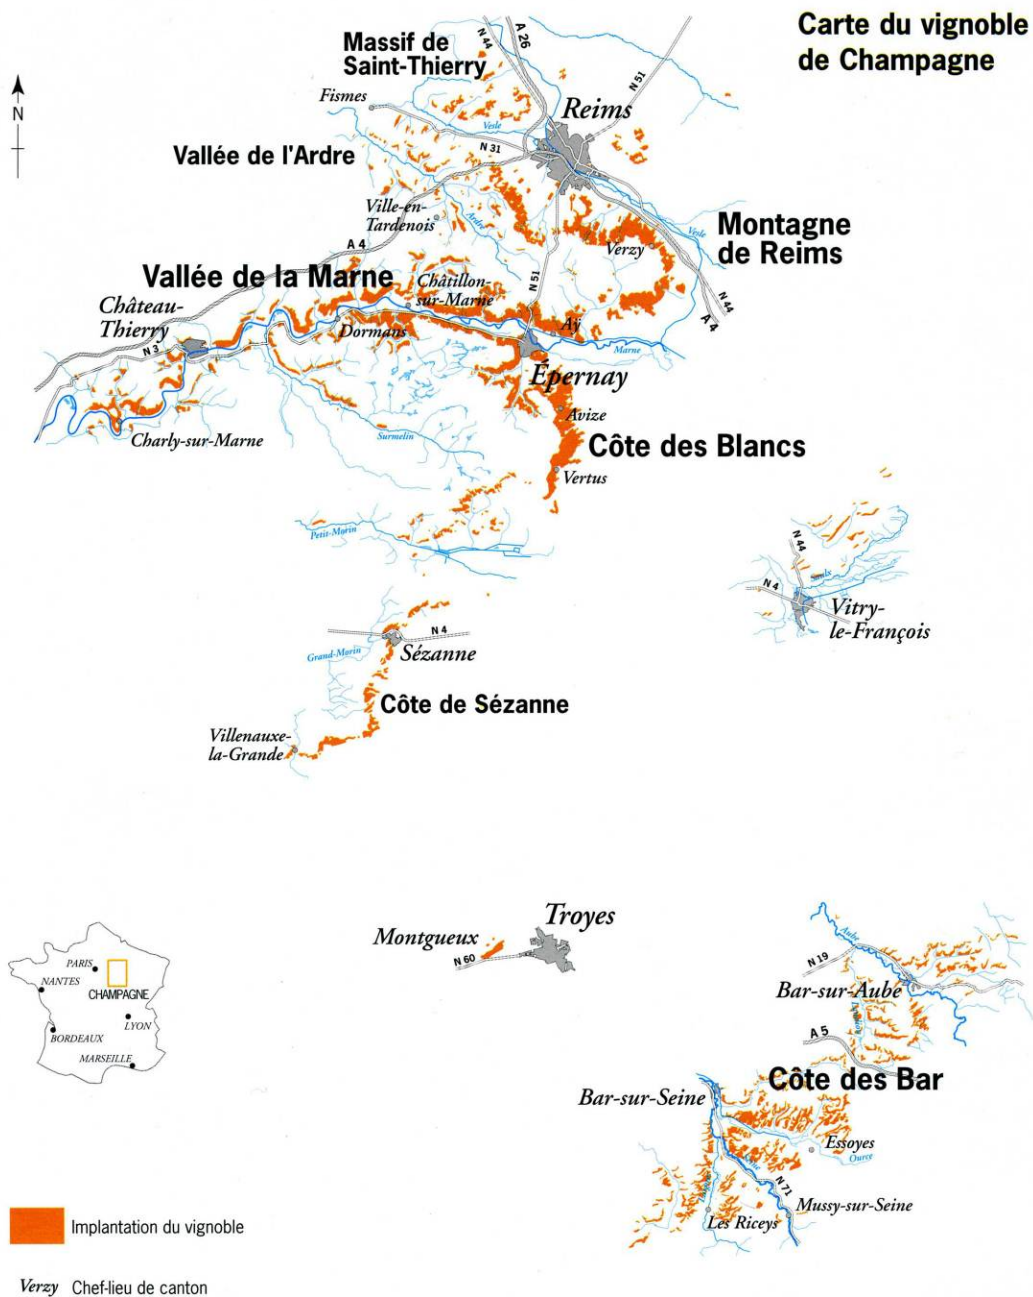 Carte du vignoble
de Champagne
N
Massif de
Saint-Thierry
N 44
A 26
N 51
Fismes
Reims
Vesle
N 31
Vallée de l'Ardre
Ville-en-
Tardenois
Ardre
Montagne
de Reims
Vesle
Verzy
A 4
N 51
N 44
A 4
Vallée de la Marne
Châtillon-
sur-Marne
Château-
Thierry
Dormans
Aÿ
N 3
Marne
Épernay
Avize
Charly-sur-Marne
Surmelin
Côte des Blancs
Vertus
Petit-Morin
N 44
N 4
Vitry-
le-François
N 4
Grand-Morin
Sézanne
Côte de Sézanne
Villenauxe-
la-Grande
Troyes
Montgueux
N 60
Aube
N 19
Bar-sur-Aube
A 5
Côte des Bar
Bar-sur-Seine
Essoyes
Ource
N 71
Mussy-sur-Seine
Les Riceys
PARIS
NANTES
CHAMPAGNE
LYON
BORDEAUX
MARSEILLE
Implantation du vignoble
Verzy Chef-lieu de canton